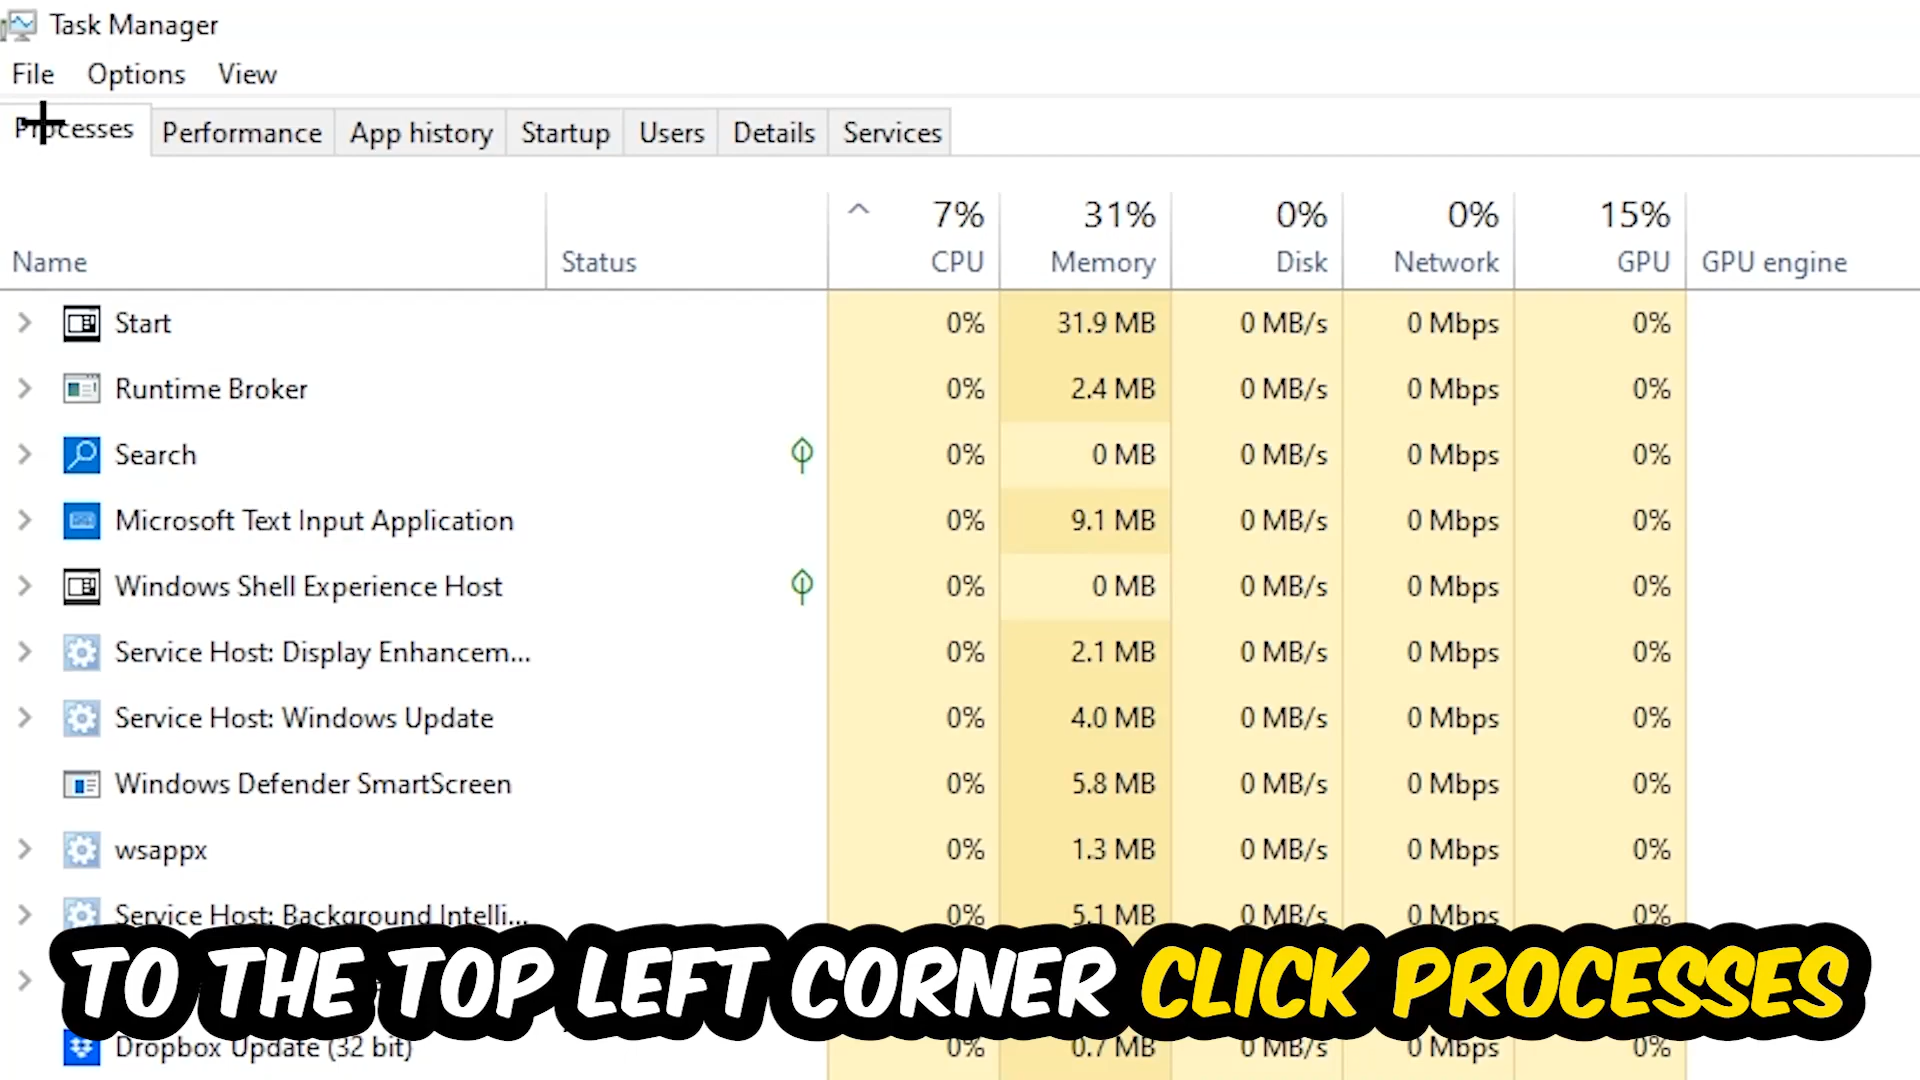 Task Manager
File Options View
Processes Performance App history Startup Users Details Services
7% 31% 0% 0% 15%
Name Status CPU Memory Disk Network GPU GPU engine
Start 0% 31.9 MB 0 MB/s 0 Mbps 0%
Runtime Broker 0% 2.4 MB 0 MB/s 0 Mbps 0%
Search 0% 0 MB 0 MB/s 0 Mbps 0%
Microsoft Text Input Application 0% 9.1 MB 0 MB/s 0 Mbps 0%
Windows Shell Experience Host 0% 0 MB 0 MB/s 0 Mbps 0%
Service Host: Display Enhancem... 0% 2.1 MB 0 MB/s 0 Mbps 0%
Service Host: Windows Update 0% 4.0 MB 0 MB/s 0 Mbps 0%
Windows Defender SmartScreen 0% 5.8 MB 0 MB/s 0 Mbps 0%
wsappx 0% 1.3 MB 0 MB/s 0 Mbps 0%
Service Host: Background Intelli... 0% 5.1 MB 0 MB/s 0 Mbps 0%
TO THE TOP LEFT CORNER CLICK PROCESSES
Dropbox Update (32 bit) 0% 0.7 MB 0 MB/s 0 Mbps 0%